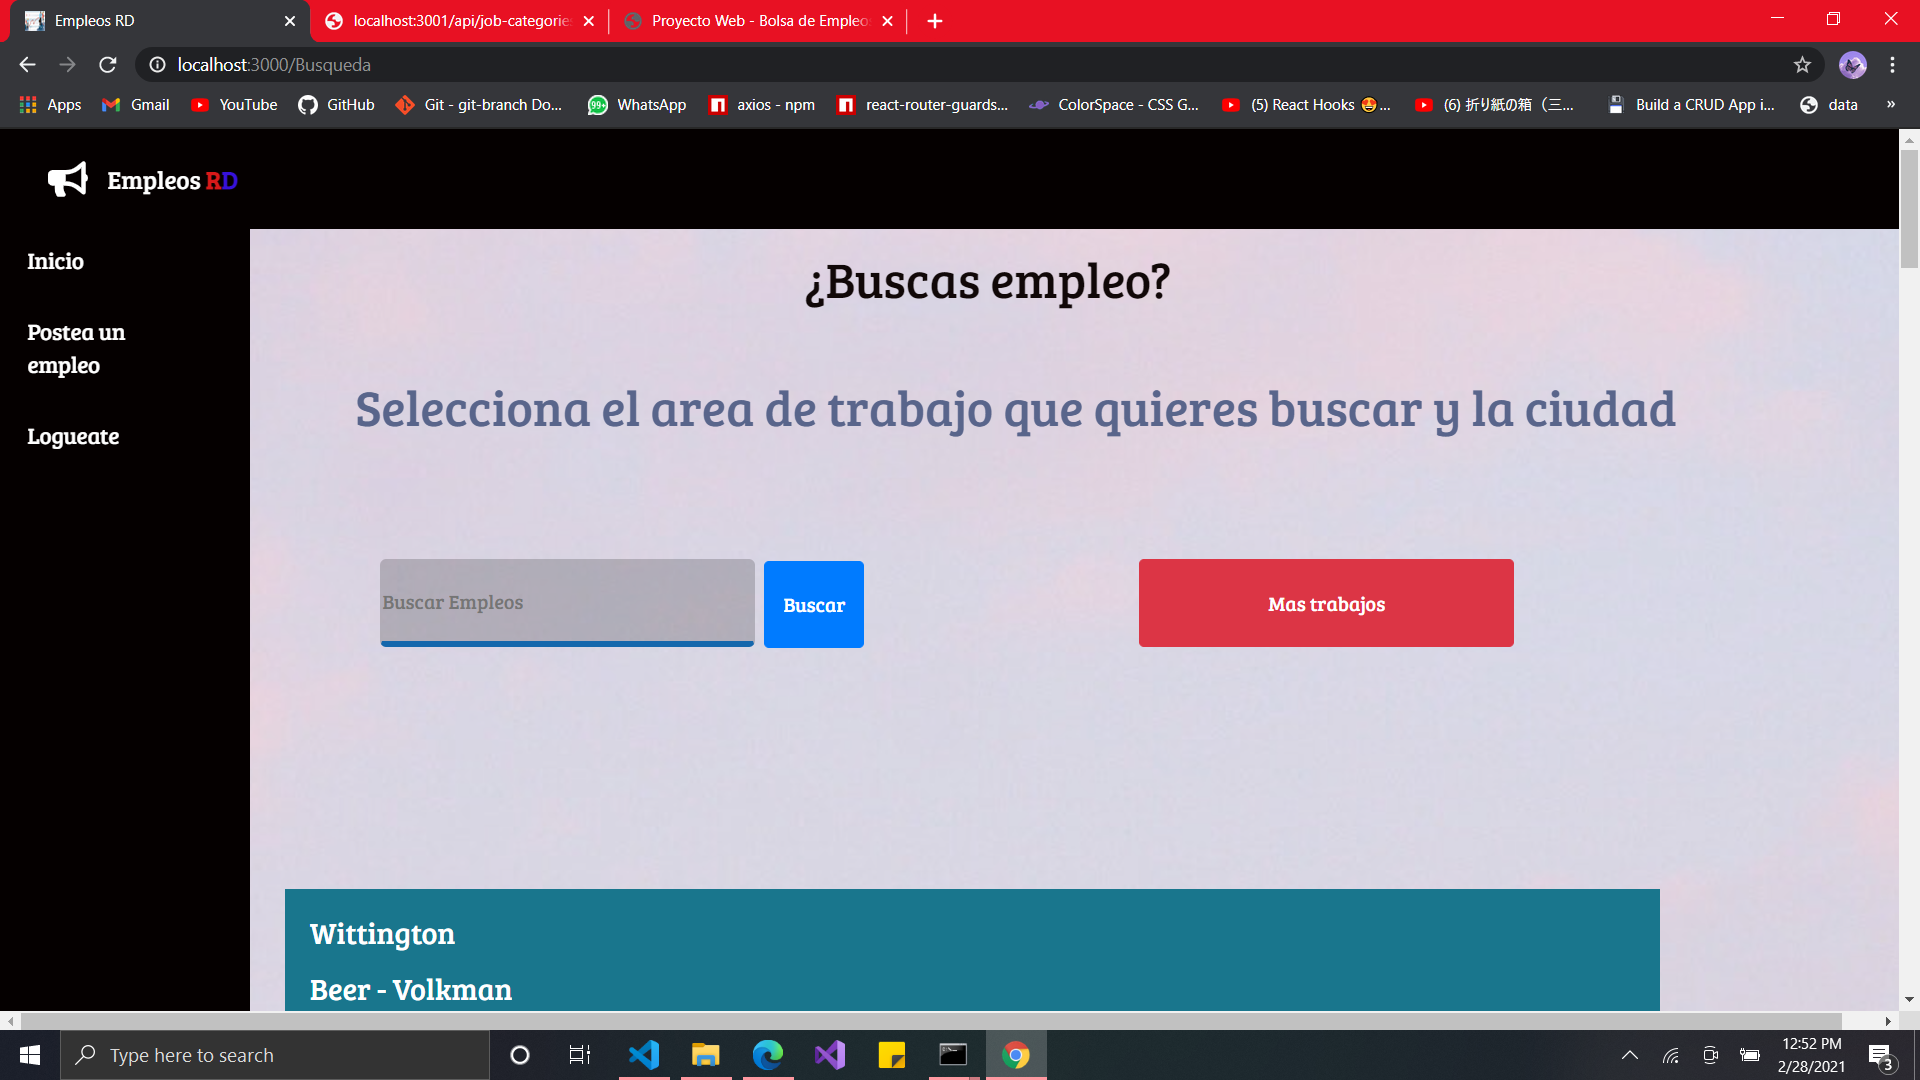 Empleos RD
localhost:3001/api/job-categorie
Proyecto Web - Bolsa de Empleo
localhost:3000/Busqueda
Apps
Gmail
YouTube
GitHub
Git - git-branch Do...
99+
WhatsApp
axios - npm
react-router-guards...
ColorSpace - CSS G...
(5) React Hooks 🤩...
(6) 折り紙の箱（三...
Build a CRUD App i...
data
»
Empleos RD
Inicio
Postea un
empleo
Logueate
¿Buscas empleo?
Selecciona el area de trabajo que quieres buscar y la ciudad
Buscar Empleos
Buscar
Mas trabajos
Wittington
Beer - Volkman
Type here to search
12:52 PM
2/28/2021
3